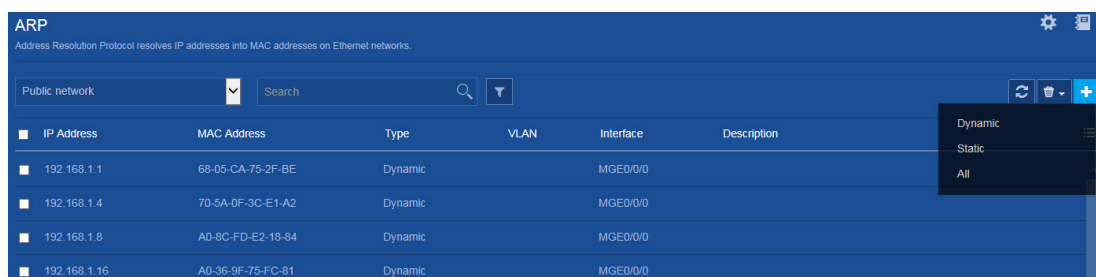 ARP
Address Resolution Protocol resolves IP addresses into MAC addresses on Ethernet networks.
Public network Search
IP Address MAC Address Type VLAN Interface Description
192.168.1.1 68-05-CA-75-2F-BE Dynamic MGE0/0/0
192.168.1.4 70-5A-0F-3C-E1-A2 Dynamic MGE0/0/0
192.168.1.8 A0-8C-FD-E2-18-84 Dynamic MGE0/0/0
192.168.1.16 A0-36-9F-75-FC-81 Dynamic MGE0/0/0
Dynamic
Static
All